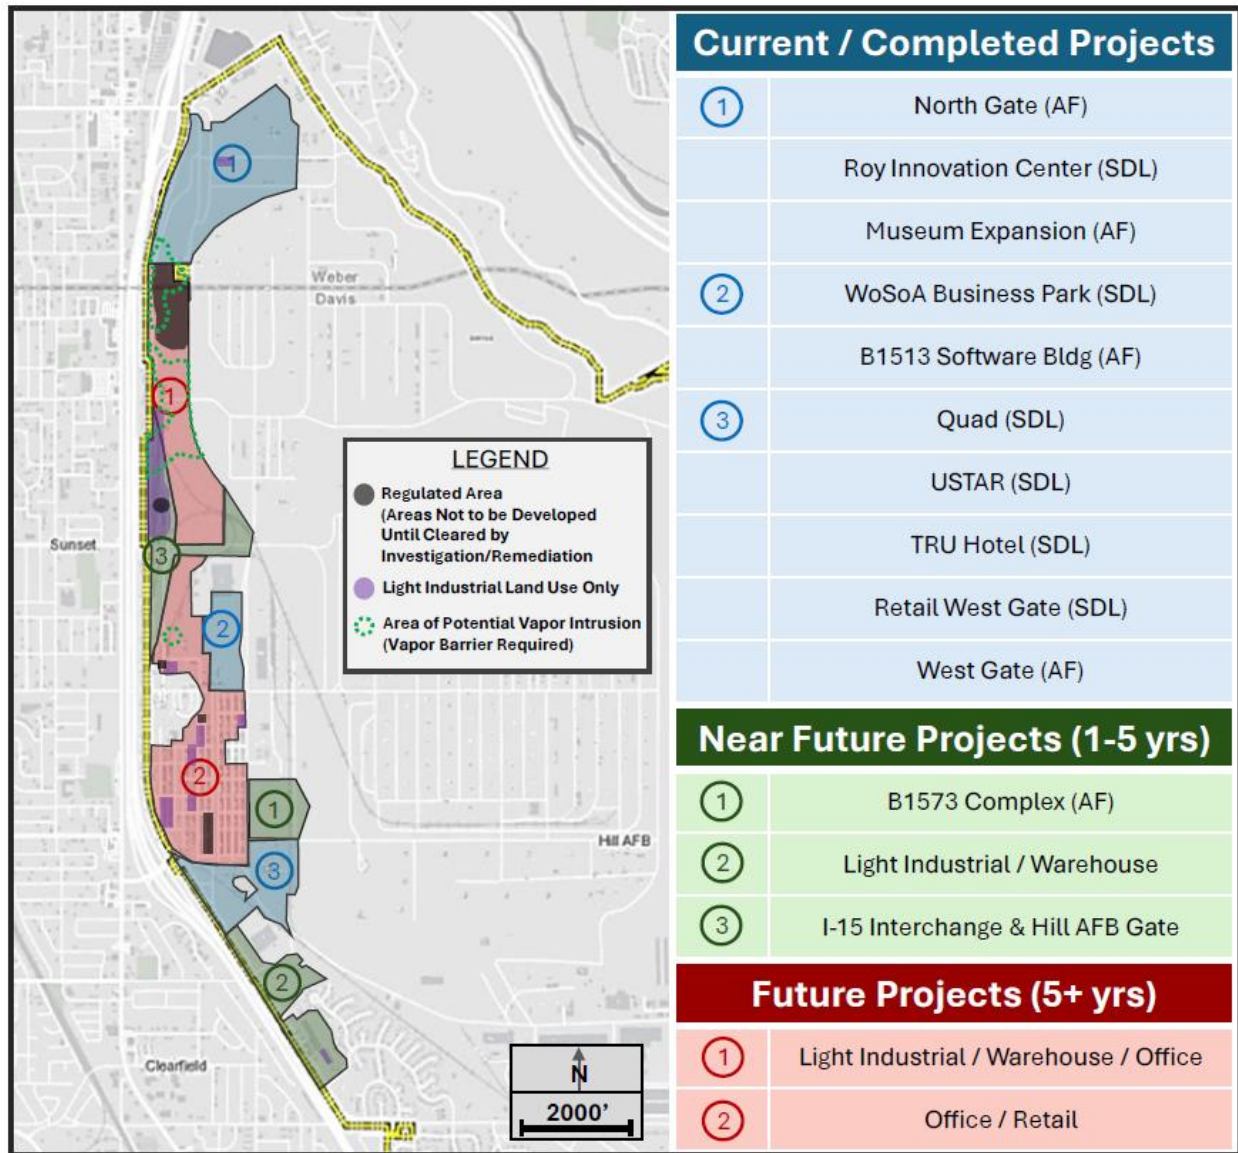 1
Weber
Davis
1
Sunset
3
2
2
1
Hill AFB
3
2
Clearfield
LEGEND
Regulated Area
(Areas Not to be Developed
Until Cleared by
Investigation/Remediation
Light Industrial Land Use Only
Area of Potential Vapor Intrusion
(Vapor Barrier Required)
N
2000’
Current / Completed Projects
1 North Gate (AF)
Roy Innovation Center (SDL)
Museum Expansion (AF)
2 WoSoA Business Park (SDL)
B1513 Software Bldg (AF)
3 Quad (SDL)
USTAR (SDL)
TRU Hotel (SDL)
Retail West Gate (SDL)
West Gate (AF)
Near Future Projects (1-5 yrs)
1 B1573 Complex (AF)
2 Light Industrial / Warehouse
3 I-15 Interchange & Hill AFB Gate
Future Projects (5+ yrs)
1 Light Industrial / Warehouse / Office
2 Office / Retail